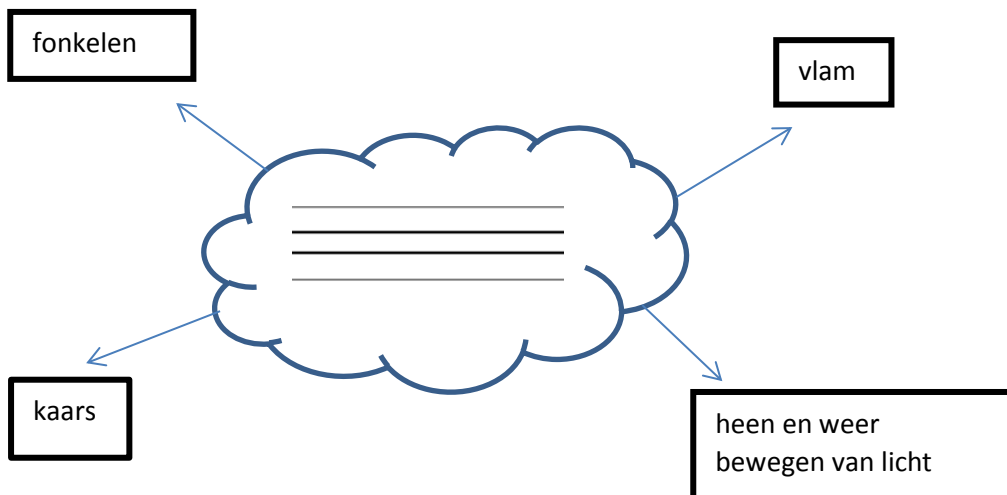 fonkelen
vlam
kaars
heen en weer
bewegen van licht